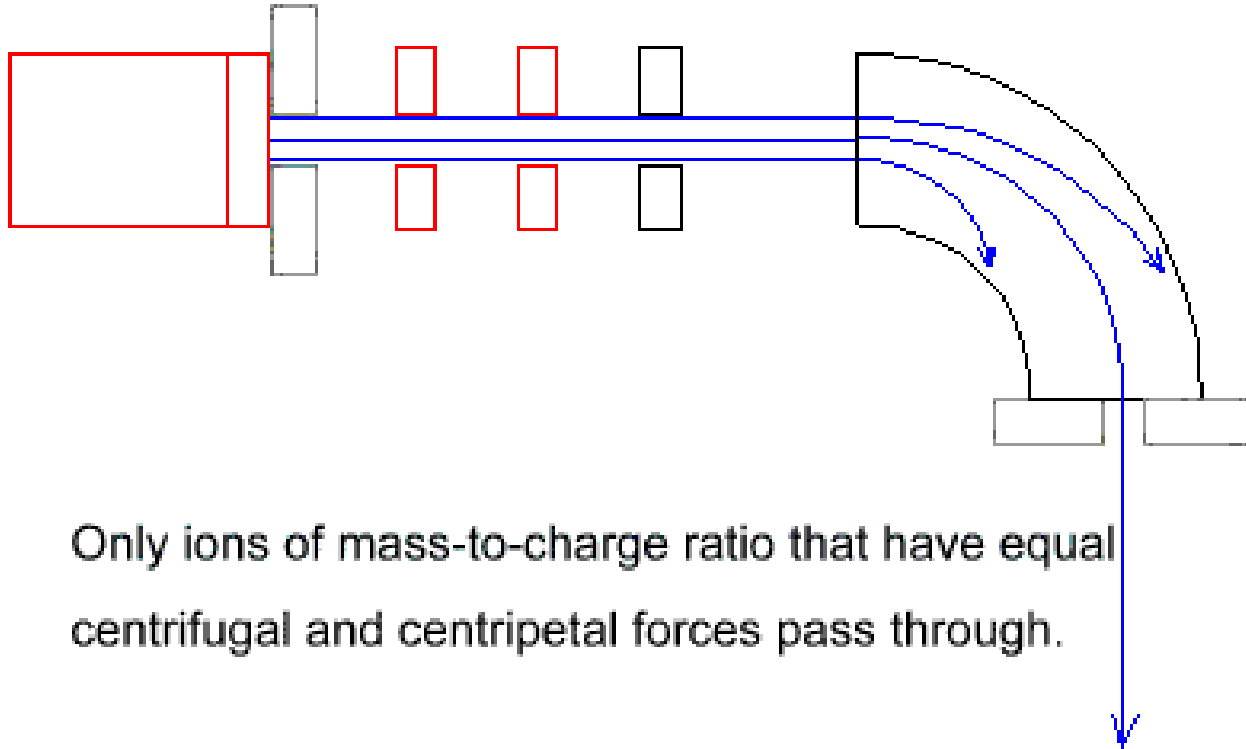 Only ions of mass-to-charge ratio that have equal
centrifugal and centripetal forces pass through.